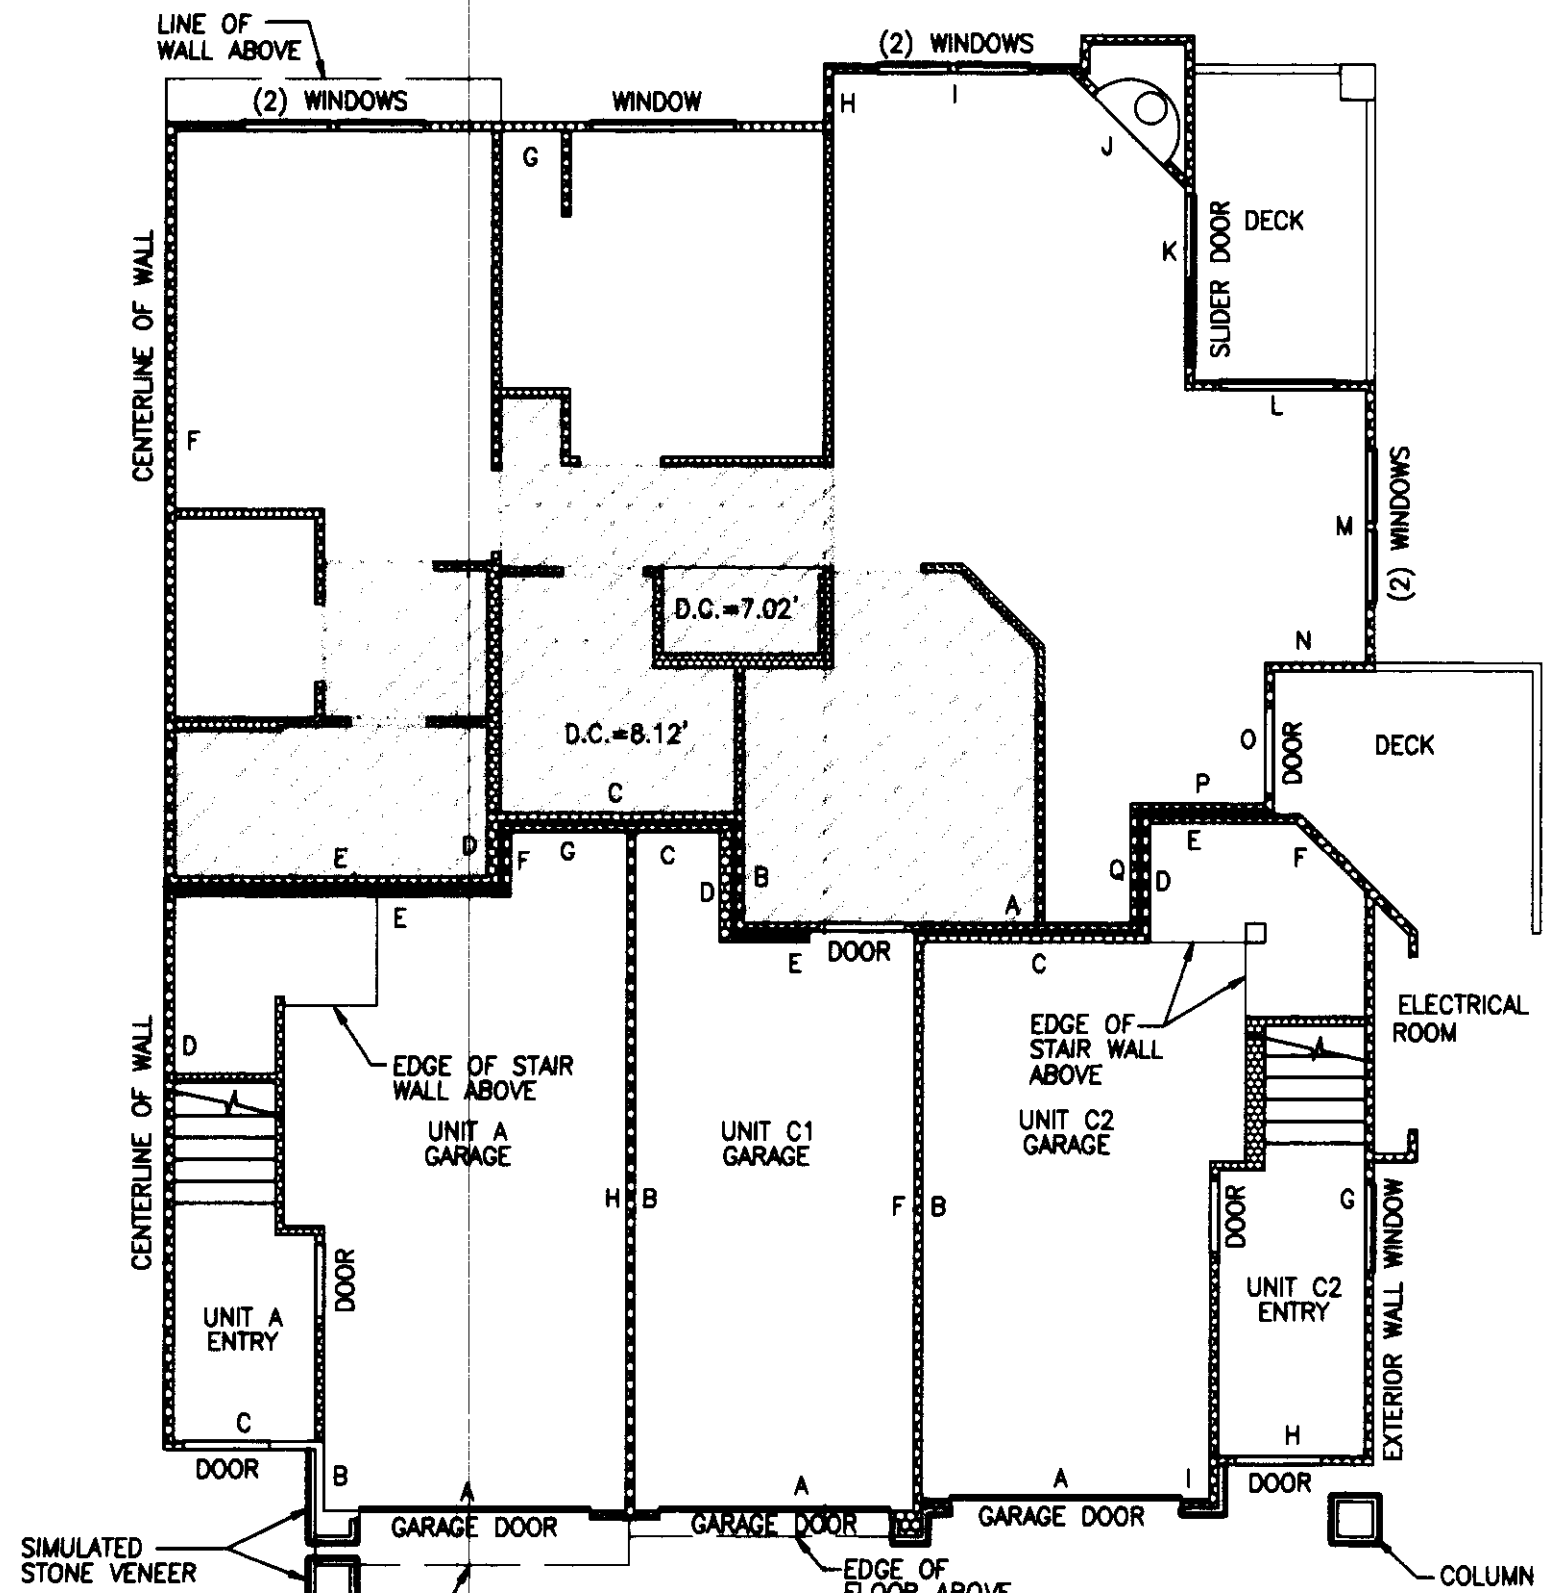 LINE OF
WALL ABOVE
(2) WINDOWS
WINDOW
(2) WINDOWS
H
I
J
G
K
SLIDER DOOR
DECK
CENTERLINE OF WALL
F
L
M
(2) WINDOWS
N
D.C.=7.02'
D.C.=8.12'
O
DOOR
DECK
P
C
E
D
F
G
C
D
B
A
Q
D
E
F
E
E
DOOR
C
ELECTRICAL
ROOM
EDGE OF
STAIR WALL
ABOVE
D
EDGE OF STAIR
WALL ABOVE
CENTERLINE OF WALL
UNIT A
GARAGE
UNIT C1
GARAGE
UNIT C2
GARAGE
H
B
F
B
DOOR
G
EXTERIOR WALL WINDOW
DOOR
UNIT A
ENTRY
UNIT C2
ENTRY
C
DOOR
B
A
A
A
I
H
DOOR
GARAGE DOOR
GARAGE DOOR
GARAGE DOOR
SIMULATED
STONE VENEER
EDGE OF
FLOOR ABOVE
COLUMN